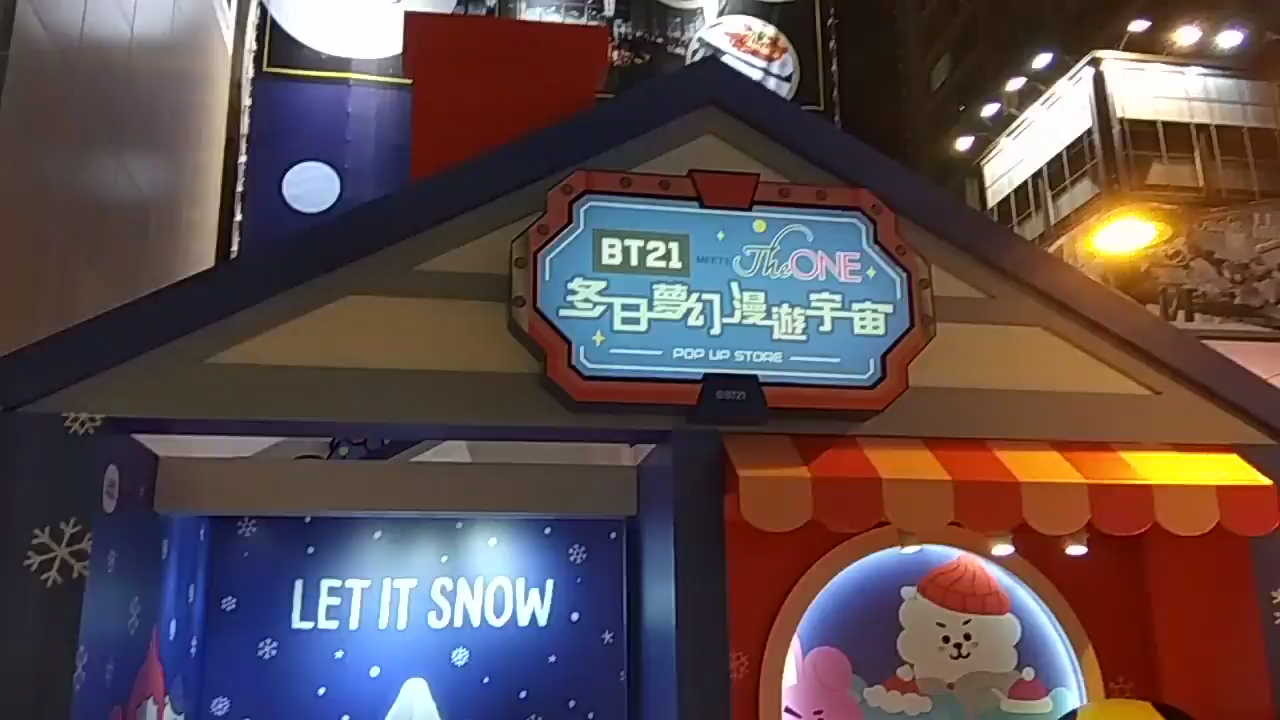 BT21 MEETS The ONE
冬日夢幻漫遊宇宙
POP UP STORE
©BT21
LET IT SNOW